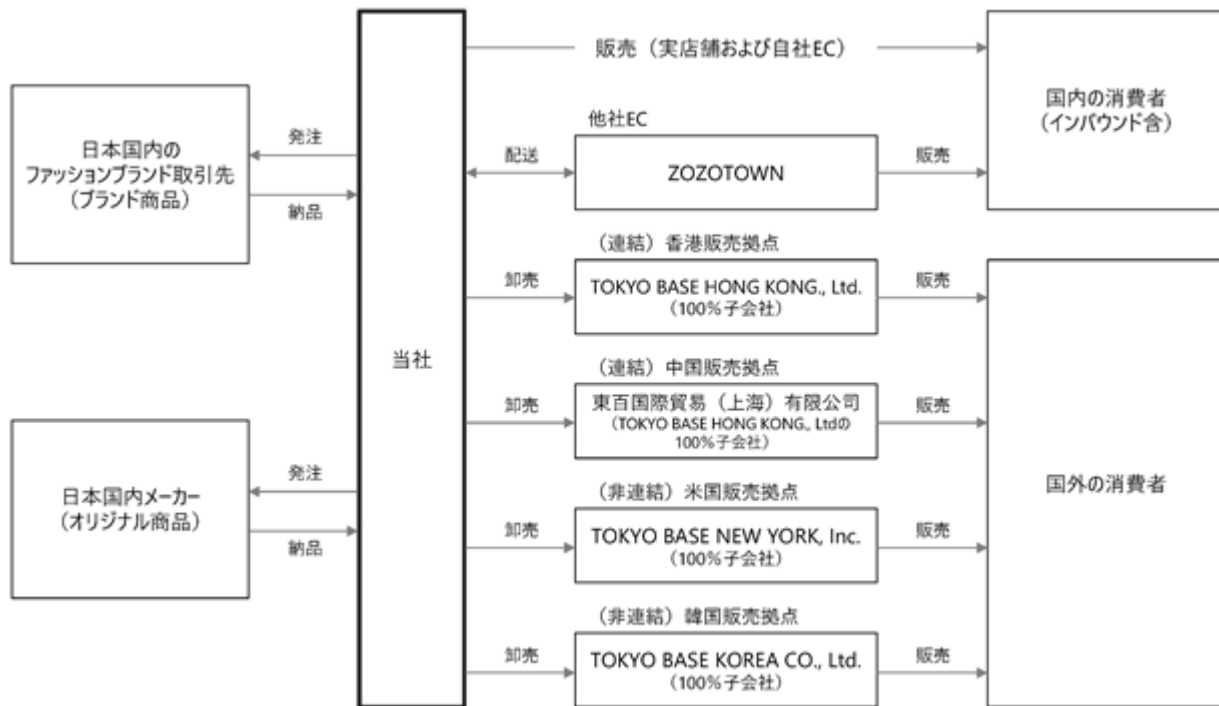 販売（実店舗および自社EC）
国内の消費者
（インバウンド含）
日本国内の
ファッションブランド取引先
（ブランド商品）
発注
納品
他社EC
配送
ZOZOTOWN
販売
（連結）香港販売拠点
卸売
TOKYO BASE HONG KONG., Ltd.
（100%子会社）
販売
当社
（連結）中国販売拠点
卸売
東百国際貿易（上海）有限公司
（TOKYO BASE HONG KONG., Ltdの
100%子会社）
販売
日本国内メーカー
（オリジナル商品）
発注
納品
国外の消費者
（非連結）米国販売拠点
卸売
TOKYO BASE NEW YORK, Inc.
（100%子会社）
販売
（非連結）韓国販売拠点
卸売
TOKYO BASE KOREA CO., Ltd.
（100%子会社）
販売